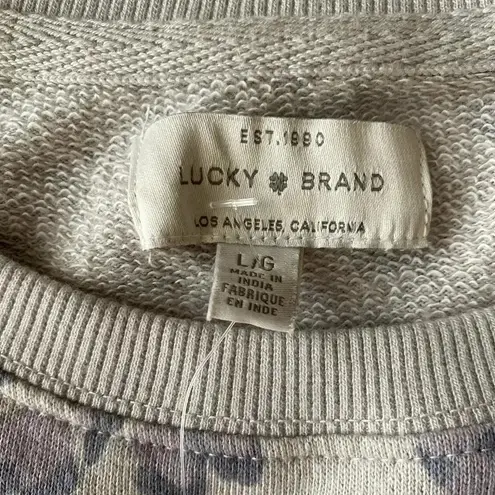 EST. 1990
LUCKY BRAND
LOS ANGELES, CALIFORNIA
L/G
MADE IN
INDIA
FABRIQUE
EN INDE